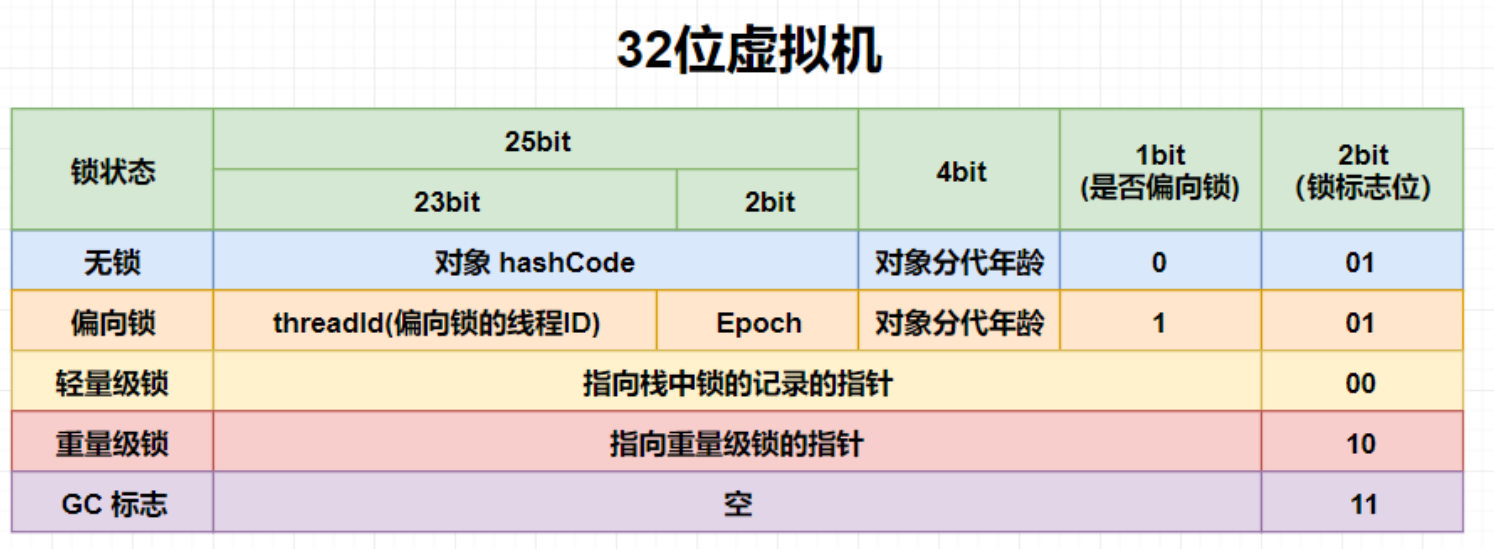 32位虚拟机
锁状态
25bit
23bit
2bit
4bit
1bit
(是否偏向锁)
2bit
（锁标志位）
无锁
对象 hashCode
对象分代年龄
0
01
偏向锁
threadId(偏向锁的线程ID)
Epoch
对象分代年龄
1
01
轻量级锁
指向栈中锁的记录的指针
00
重量级锁
指向重量级锁的指针
10
GC 标志
空
11